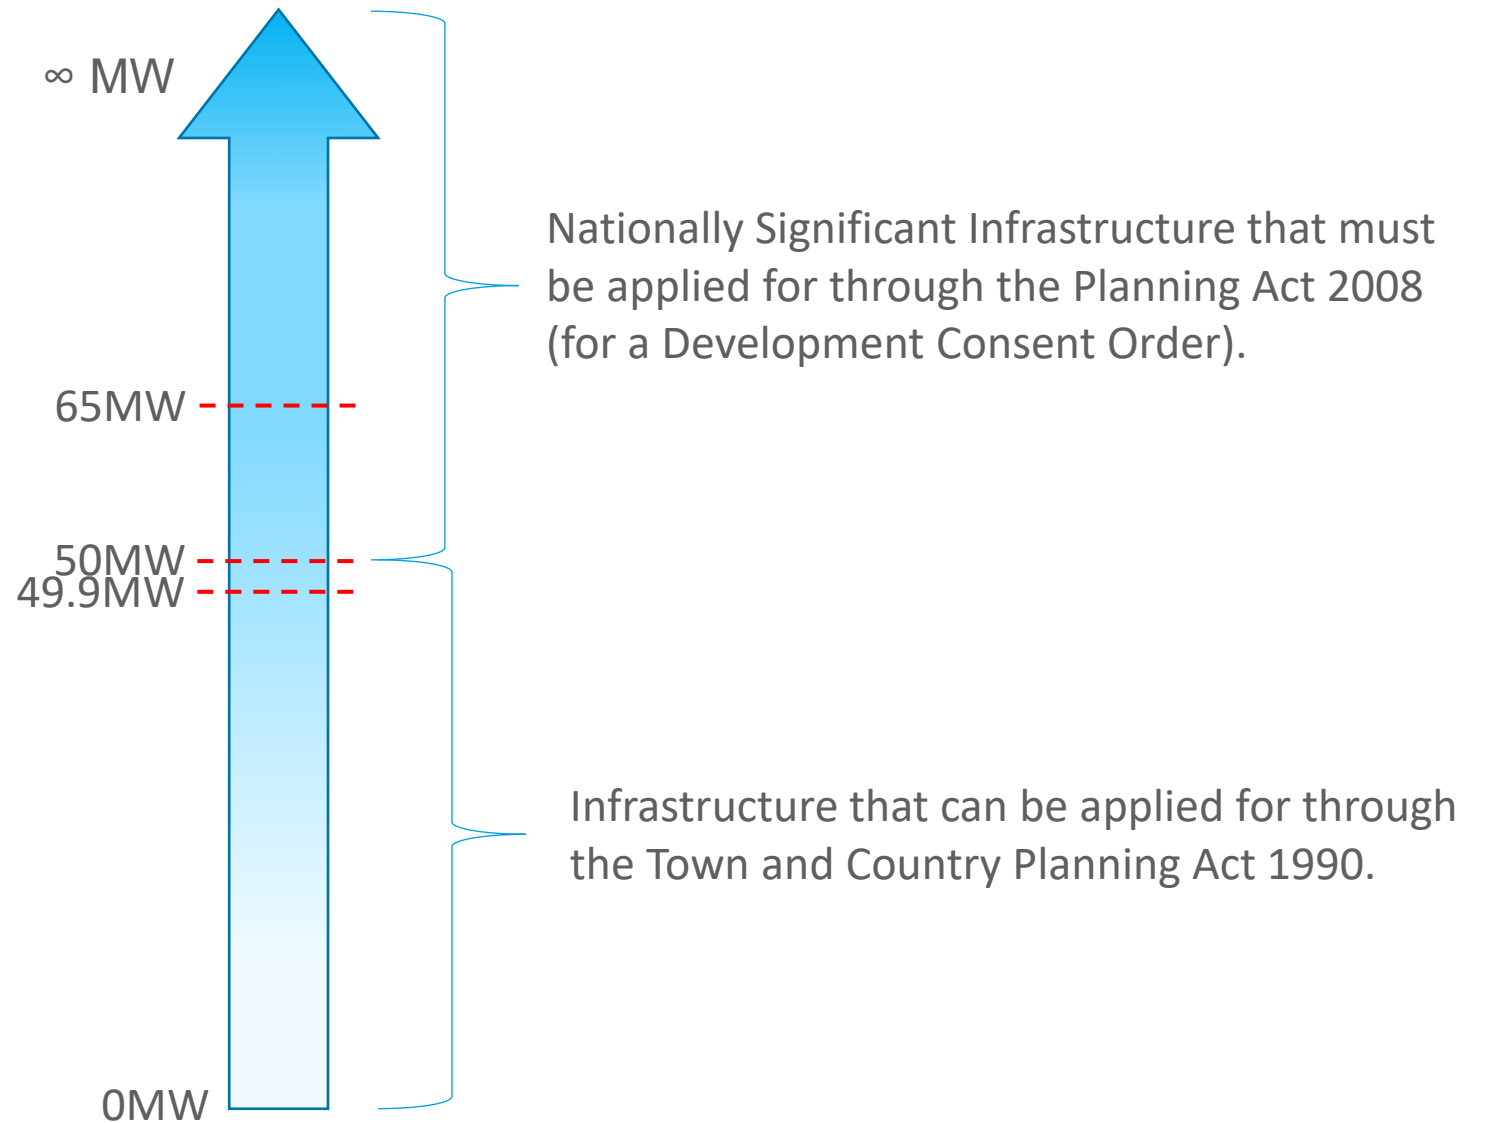 ∞ MW
Nationally Significant Infrastructure that must
be applied for through the Planning Act 2008
(for a Development Consent Order).
65MW
50MW
49.9MW
Infrastructure that can be applied for through
the Town and Country Planning Act 1990.
0MW